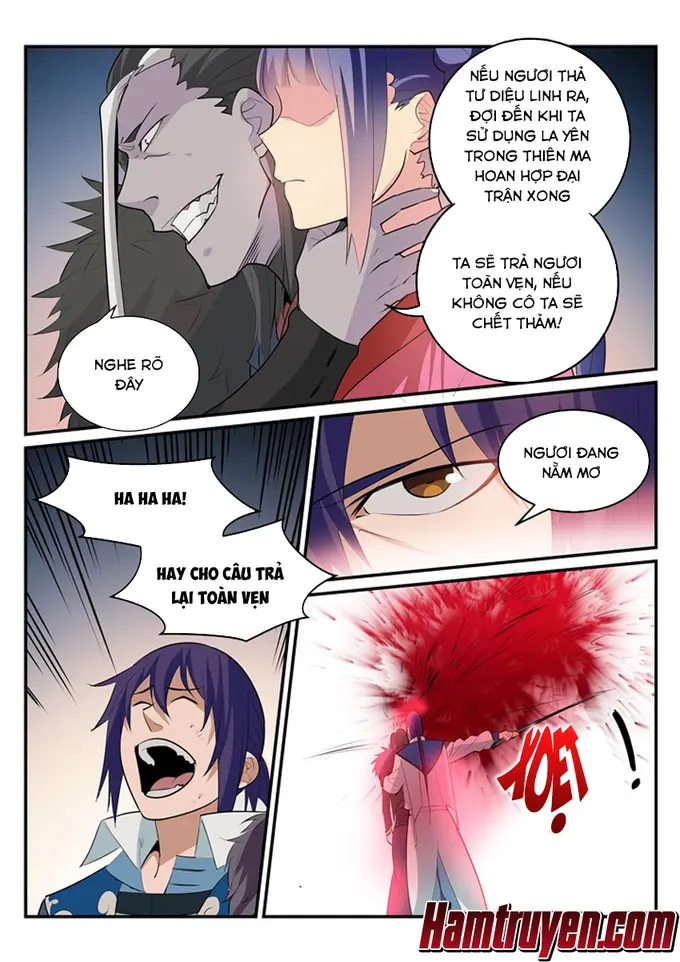 NẾU NGƯƠI THẢ
TƯ DIỆU LINH RA,
ĐỢI ĐẾN KHI TA
SỬ DỤNG LA YÊN
TRONG THIÊN MA
HOAN HỢP ĐẠI
TRẬN XONG
TA SẼ TRẢ NGƯƠI
TOÀN VẸN, NẾU
KHÔNG CÔ TA SẼ
CHẾT THẢM!
NGHE RÕ
ĐÂY
NGƯƠI ĐANG
NẰM MƠ
HA HA HA!
HAY CHO CÂU TRẢ
LẠI TOÀN VẸN
XOẸT
!
Hamtruyen.com